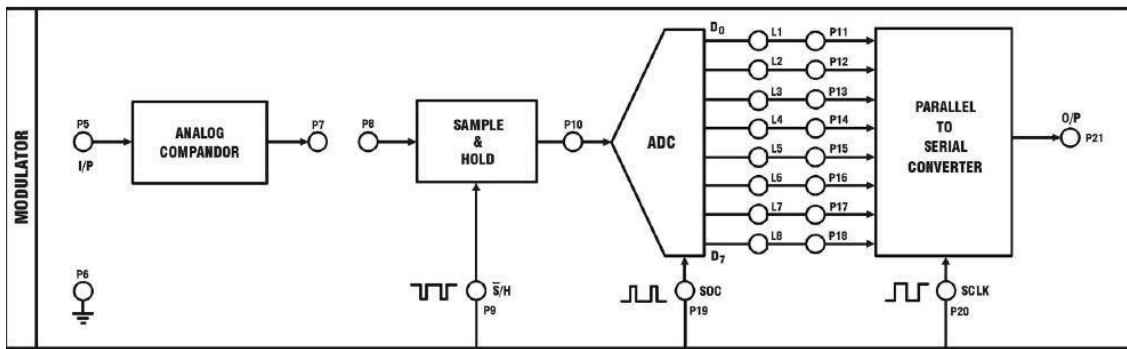 MODULATOR
P5
I/P
ANALOG
COMPANDOR
P7
P8
SAMPLE
&
HOLD
P10
ADC
D0
L1 P11
L2 P12
L3 P13
L4 P14
L5 P15
L6 P16
L7 P17
L8 P18
D7
PARALLEL
TO
SERIAL
CONVERTER
O/P
P21
P6
S̅/H
P9
SOC
P19
SCLK
P20